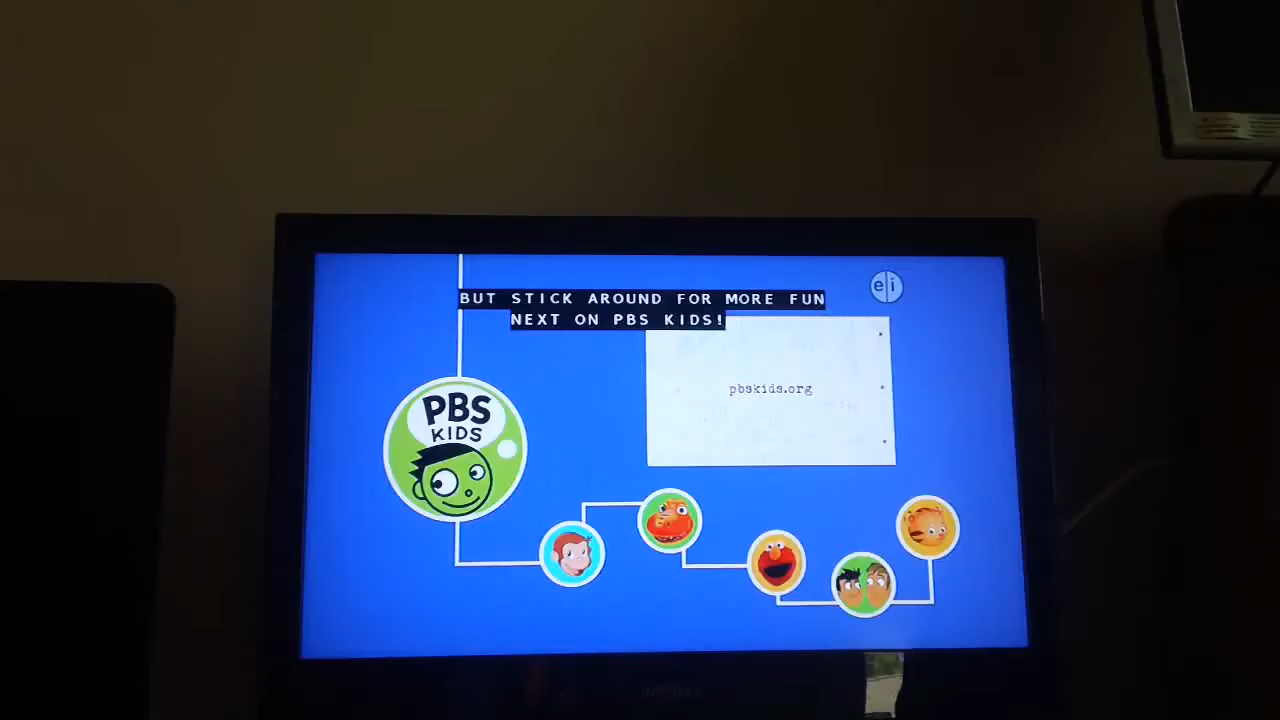 BUT STICK AROUND FOR MORE FUN
NEXT ON PBS KIDS!
e i
pbskids.org
PBS
KIDS